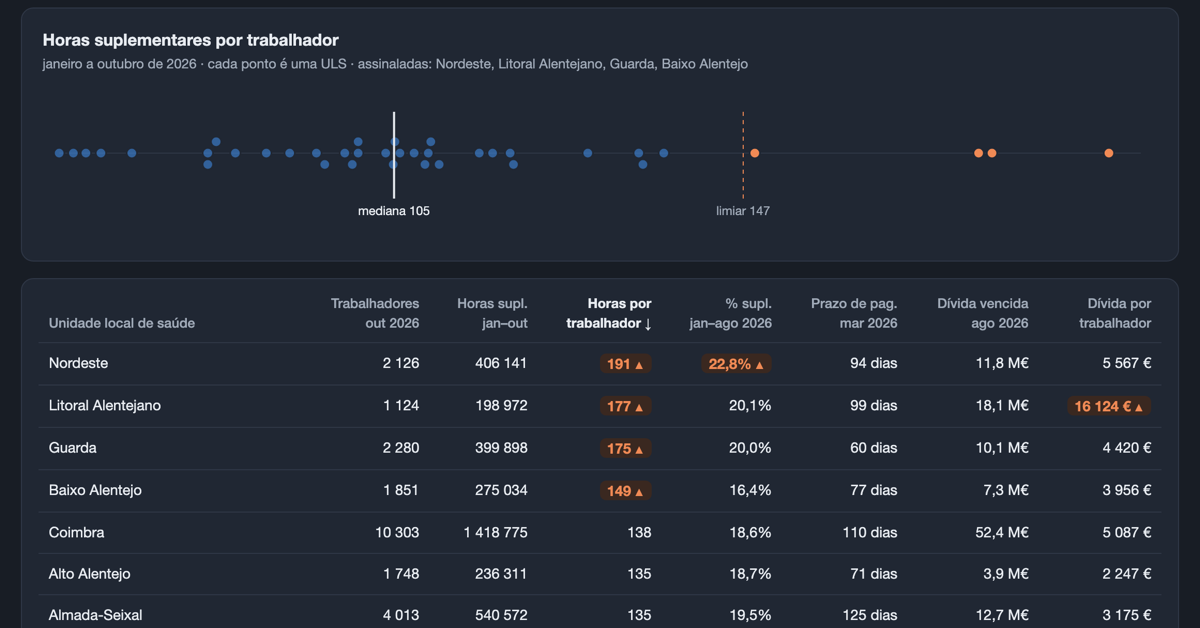 Horas suplementares por trabalhador
janeiro a outubro de 2026 · cada ponto é uma ULS · assinaladas: Nordeste, Litoral Alentejano, Guarda, Baixo Alentejo
mediana 105
limiar 147
Unidade local de saúde Trabalhadores out 2026 Horas supl. jan–out Horas por trabalhador ↓ % supl. jan–ago 2026 Prazo de pag. mar 2026 Dívida vencida ago 2026 Dívida por trabalhador
Nordeste 2 126 406 141 191 ▲ 22,8% ▲ 94 dias 11,8 M€ 5 567 €
Litoral Alentejano 1 124 198 972 177 ▲ 20,1% 99 dias 18,1 M€ 16 124 € ▲
Guarda 2 280 399 898 175 ▲ 20,0% 60 dias 10,1 M€ 4 420 €
Baixo Alentejo 1 851 275 034 149 ▲ 16,4% 77 dias 7,3 M€ 3 956 €
Coimbra 10 303 1 418 775 138 18,6% 110 dias 52,4 M€ 5 087 €
Alto Alentejo 1 748 236 311 135 18,7% 71 dias 3,9 M€ 2 247 €
Almada-Seixal 4 013 540 572 135 19,5% 125 dias 12,7 M€ 3 175 €